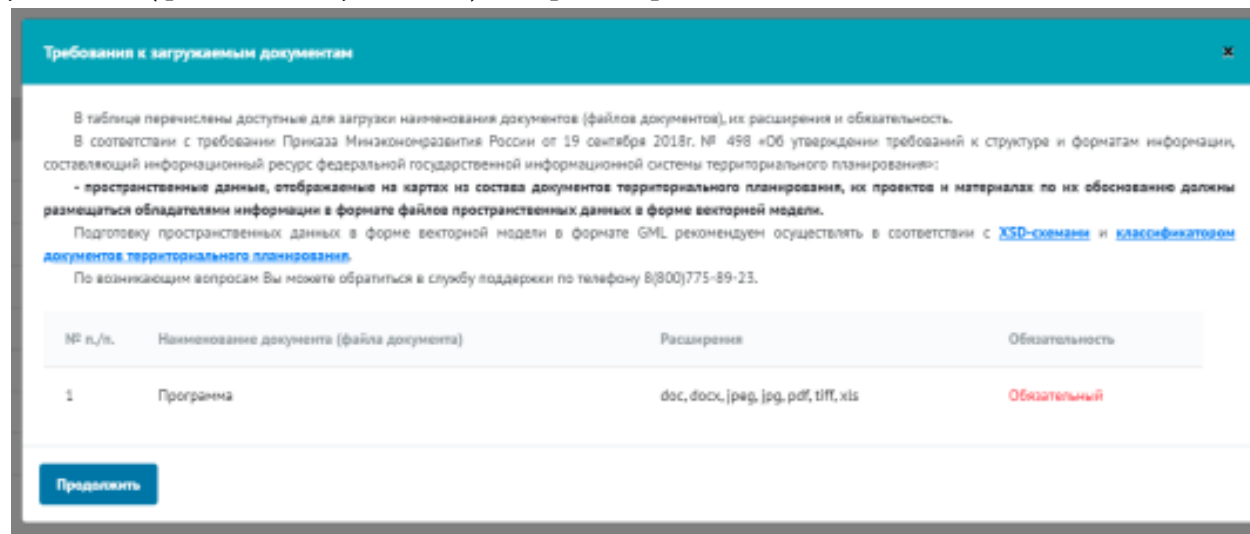 Требования к загружаемым документам
В таблице перечислены доступные для загрузки наименования документов (файлов документов), их расширения и обязательность.
В соответствии с требовании Приказа Минэкономразвития России от 19 сентября 2018г. № 498 «Об утверждении требований к структуре и форматам информации,
составляющий информационный ресурс федеральной государственной информационной системы территориального планирования»:
- пространственные данные, отображаемые на картах из состава документов территориального планирования, их проектов и материалах по их обоснованию должны
размещаться обладателями информации в формате файлов пространственных данных в форме векторной модели.
Подготовку пространственных данных в форме векторной модели в формате GML рекомендуем осуществлять в соответствии с XSD-схемами и классификатором
документов территориального планирования.
По возникающим вопросам Вы можете обратиться в службу поддержки по телефону 8(800)775-89-23.
№ п./п. Наименование документа (файла документа) Расширения Обязательность
1 Программа doc, docx, jpeg, jpg, pdf, tiff, xls Обязательный
Продолжить